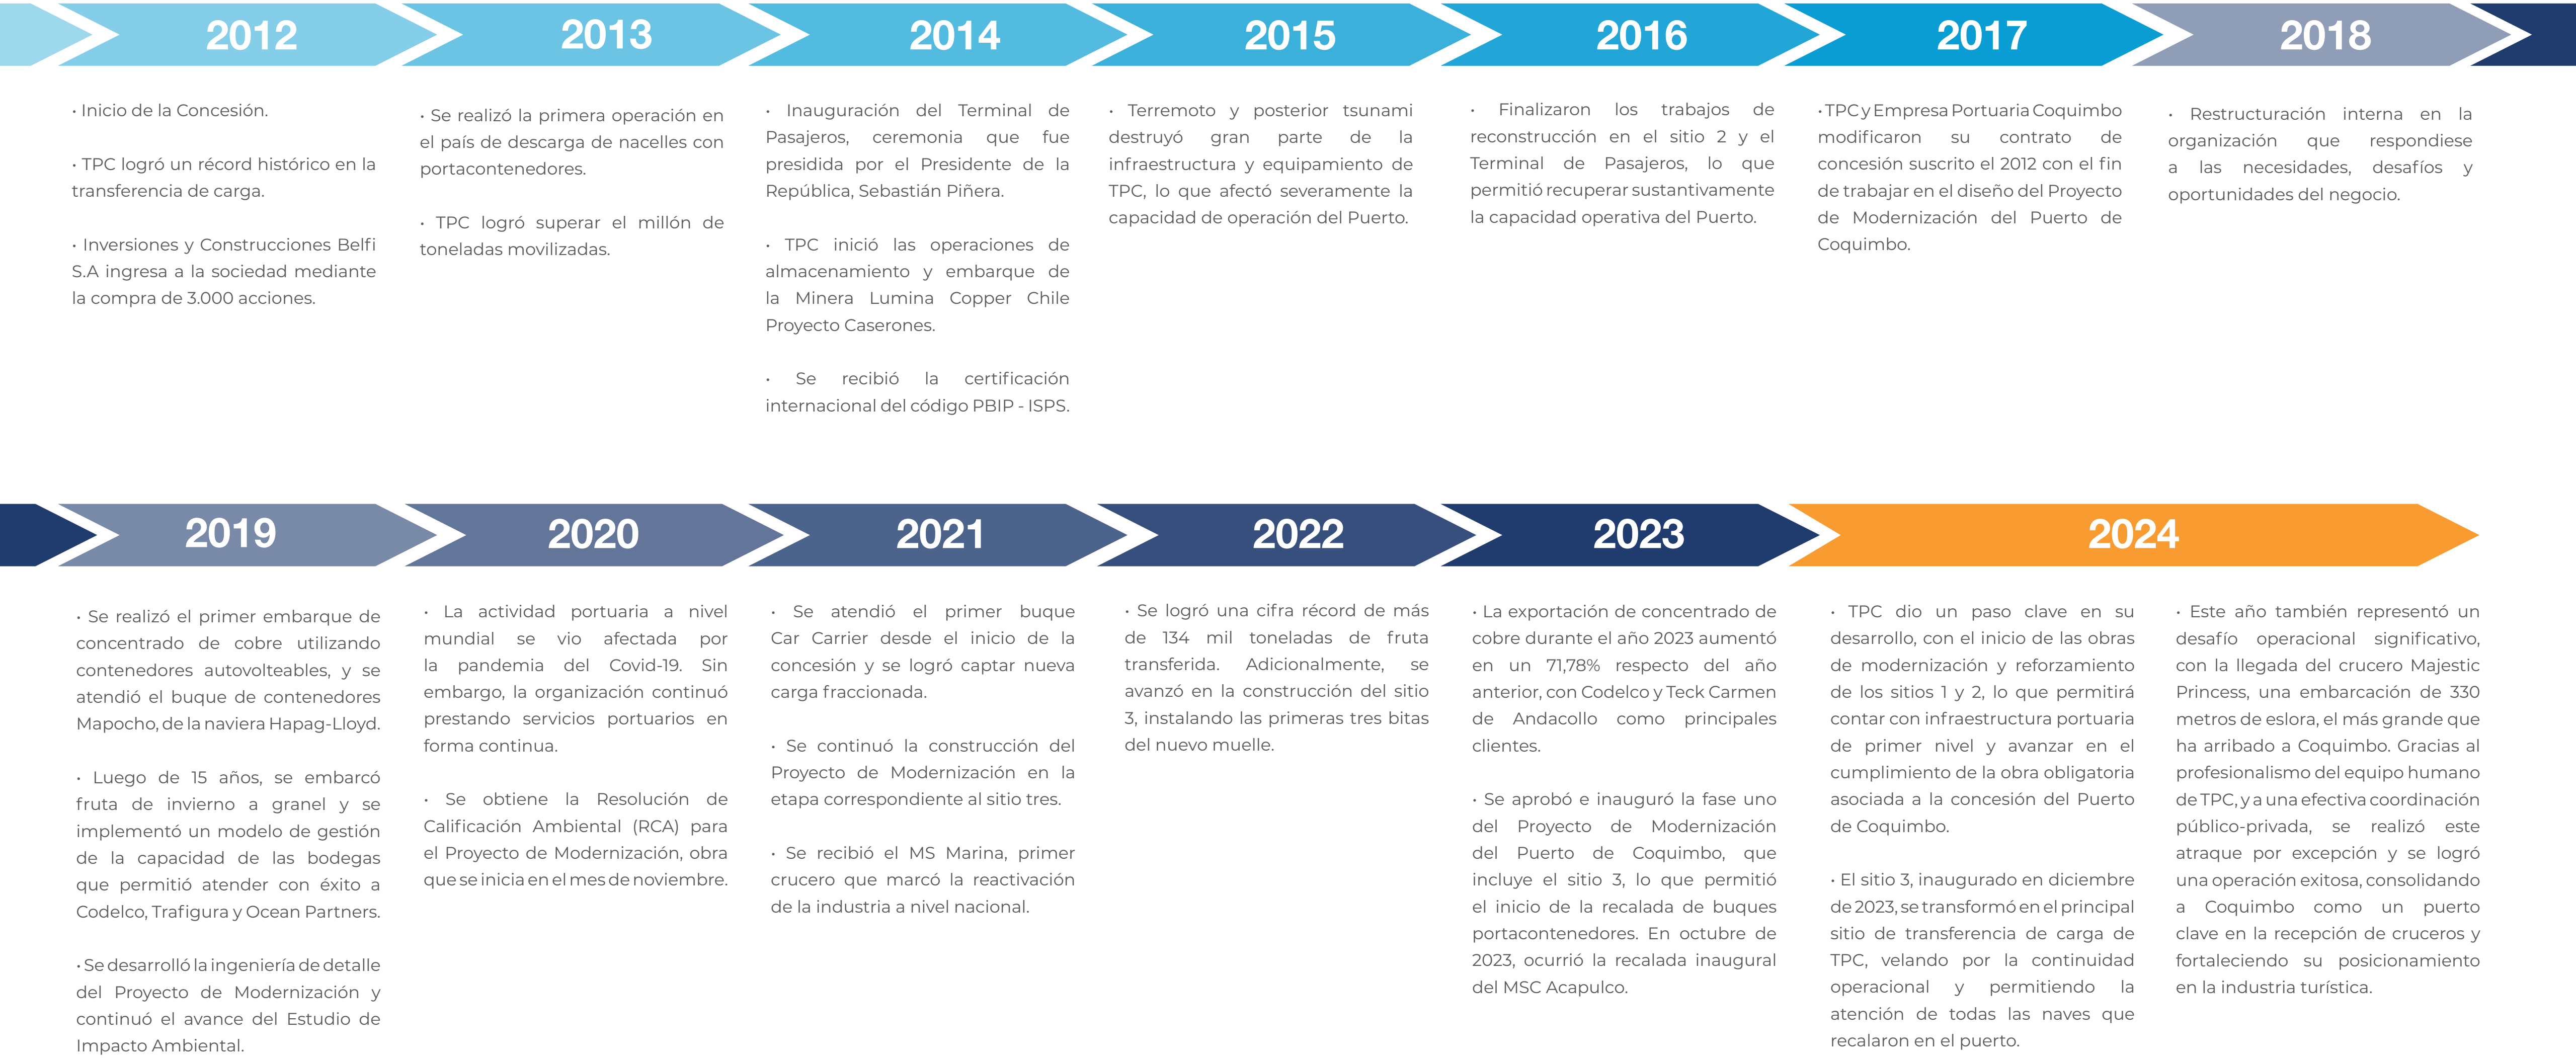 2012
• Inicio de la Concesión.
• TPC logró un récord histórico en la
transferencia de carga.
• Inversiones y Construcciones Belfi
S.A ingresa a la sociedad mediante
la compra de 3.000 acciones.
2013
• Se realizó la primera operación en
el país de descarga de nacelles con
portacontenedores.
• TPC logró superar el millón de
toneladas movilizadas.
2014
• Inauguración del Terminal de
Pasajeros, ceremonia que fue
presidida por el Presidente de la
República, Sebastián Piñera.
• TPC inició las operaciones de
almacenamiento y embarque de
la Minera Lumina Copper Chile
Proyecto Caserones.
• Se recibió la certificación
internacional del código PBIP - ISPS.
2015
• Terremoto y posterior tsunami
destruyó gran parte de la
infraestructura y equipamiento de
TPC, lo que afectó severamente la
capacidad de operación del Puerto.
2016
• Finalizaron los trabajos de
reconstrucción en el sitio 2 y el
Terminal de Pasajeros, lo que
permitió recuperar sustantivamente
la capacidad operativa del Puerto.
2017
• TPC y Empresa Portuaria Coquimbo
modificaron su contrato de
concesión suscrito el 2012 con el fin
de trabajar en el diseño del Proyecto
de Modernización del Puerto de
Coquimbo.
2018
• Restructuración interna en la
organización que respondiese
a las necesidades, desafíos y
oportunidades del negocio.
2019
• Se realizó el primer embarque de
concentrado de cobre utilizando
contenedores autovolteables, y se
atendió el buque de contenedores
Mapocho, de la naviera Hapag-Lloyd.
• Luego de 15 años, se embarcó
fruta de invierno a granel y se
implementó un modelo de gestión
de la capacidad de las bodegas
que permitió atender con éxito a
Codelco, Trafigura y Ocean Partners.
• Se desarrolló la ingeniería de detalle
del Proyecto de Modernización y
continuó el avance del Estudio de
Impacto Ambiental.
2020
• La actividad portuaria a nivel
mundial se vio afectada por
la pandemia del Covid-19. Sin
embargo, la organización continuó
prestando servicios portuarios en
forma continua.
• Se obtiene la Resolución de
Calificación Ambiental (RCA) para
el Proyecto de Modernización, obra
que se inicia en el mes de noviembre.
2021
• Se atendió el primer buque
Car Carrier desde el inicio de la
concesión y se logró captar nueva
carga fraccionada.
• Se continuó la construcción del
Proyecto de Modernización en la
etapa correspondiente al sitio tres.
• Se recibió el MS Marina, primer
crucero que marcó la reactivación
de la industria a nivel nacional.
2022
• Se logró una cifra récord de más
de 134 mil toneladas de fruta
transferida. Adicionalmente, se
avanzó en la construcción del sitio
3, instalando las primeras tres bitas
del nuevo muelle.
2023
• La exportación de concentrado de
cobre durante el año 2023 aumentó
en un 71,78% respecto del año
anterior, con Codelco y Teck Carmen
de Andacollo como principales
clientes.
• Se aprobó e inauguró la fase uno
del Proyecto de Modernización
del Puerto de Coquimbo, que
incluye el sitio 3, lo que permitió
el inicio de la recalada de buques
portacontenedores. En octubre de
2023, ocurrió la recalada inaugural
del MSC Acapulco.
2024
• TPC dio un paso clave en su
desarrollo, con el inicio de las obras
de modernización y reforzamiento
de los sitios 1 y 2, lo que permitirá
contar con infraestructura portuaria
de primer nivel y avanzar en el
cumplimiento de la obra obligatoria
asociada a la concesión del Puerto
de Coquimbo.
• El sitio 3, inaugurado en diciembre
de 2023, se transformó en el principal
sitio de transferencia de carga de
TPC, velando por la continuidad
operacional y permitiendo la
atención de todas las naves que
recalaron en el puerto.
• Este año también representó un
desafío operacional significativo,
con la llegada del crucero Majestic
Princess, una embarcación de 330
metros de eslora, el más grande que
ha arribado a Coquimbo. Gracias al
profesionalismo del equipo humano
de TPC, y a una efectiva coordinación
público-privada, se realizó este
atraque por excepción y se logró
una operación exitosa, consolidando
a Coquimbo como un puerto
clave en la recepción de cruceros y
fortaleciendo su posicionamiento
en la industria turística.